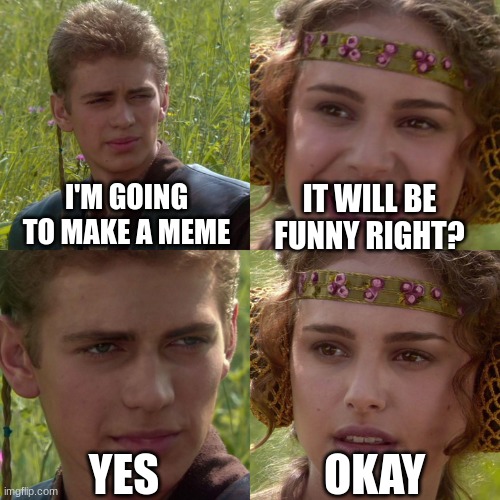 I'M GOING
TO MAKE A MEME
IT WILL BE
FUNNY RIGHT?
YES
OKAY
imgflip.com